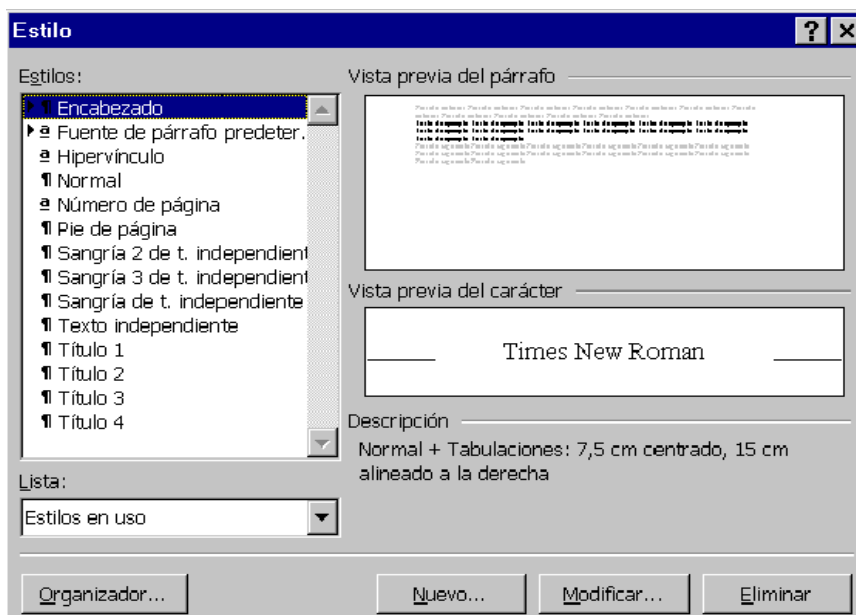 Estilo
Estilos:
¶ Encabezado
a Fuente de párrafo predeter.
a Hipervínculo
¶ Normal
a Número de página
¶ Pie de página
¶ Sangría 2 de t. independient
¶ Sangría 3 de t. independient
¶ Sangría de t. independiente
¶ Texto independiente
¶ Título 1
¶ Título 2
¶ Título 3
¶ Título 4
Lista:
Estilos en uso
Vista previa del párrafo
Vista previa del carácter
Times New Roman
Descripción
Normal + Tabulaciones: 7,5 cm centrado, 15 cm
alineado a la derecha
Organizador...
Nuevo...
Modificar...
Eliminar